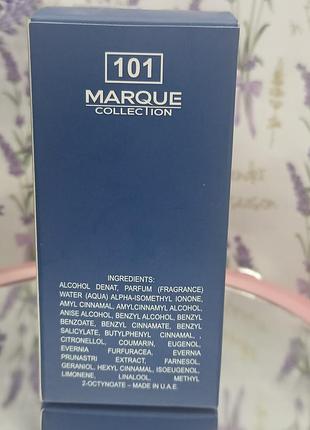 101
MARQUE
COLLECTION
INGREDIENTS:
ALCOHOL DENAT, PARFUM (FRAGRANCE)
WATER (AQUA) ALPHA-ISOMETHYL IONONE,
AMYL CINNAMAL, AMYLCINNAMYL ALCOHOL,
ANISE ALCOHOL, BENZYL ALCOHOL, BENZYL
BENZOATE, BENZYL CINNAMATE, BENZYL
SALICYLATE, BUTYLPHENYL CINNAMAL, ,
CITRONELLOL, COUMARIN, EUGENOL,
EVERNIA FURFURACEA, EVERNIA
PRUNASTRI EXTRACT, FARNESOL,
GERANIOL, HEXYL CINNAMAL, ISOEUGENOL,
LIMONENE, LINALOOL, METHYL
2-OCTYNOATE – MADE IN U.A.E.